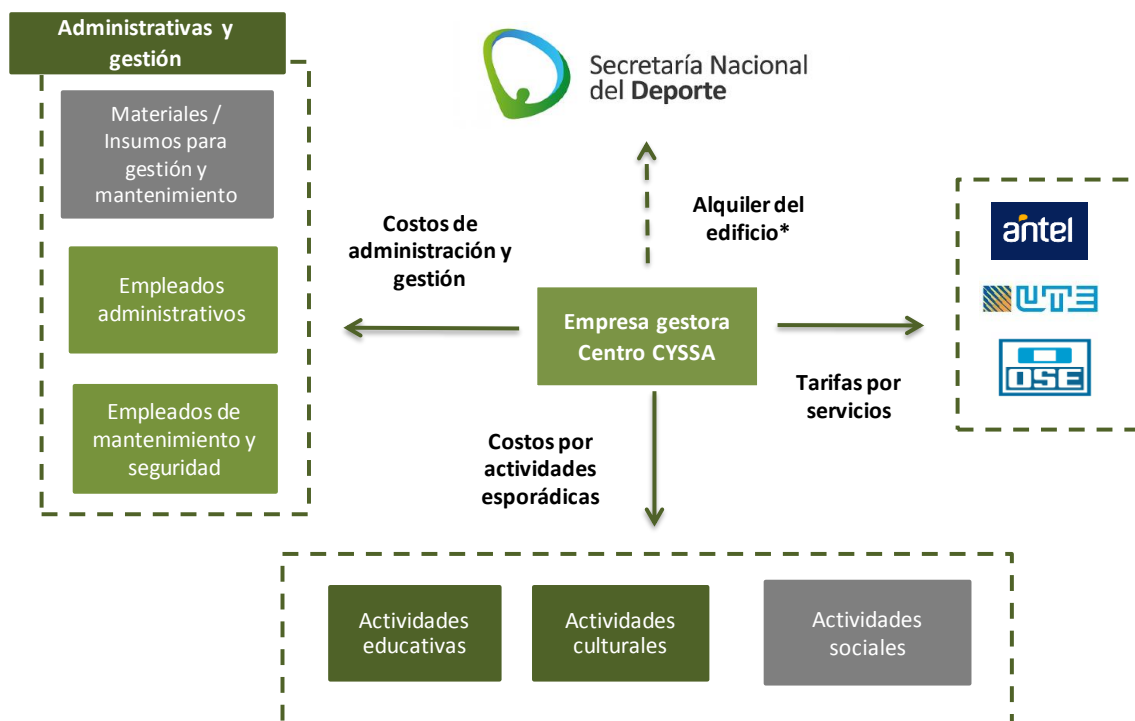 Administrativas y
gestión
Materiales /
Insumos para
gestión y
mantenimiento
Empleados
administrativos
Empleados de
mantenimiento y
seguridad
Secretaría Nacional
del Deporte
Costos de
administración y
gestión
Alquiler del
edificio*
Empresa gestora
Centro CYSSA
Tarifas por
servicios
antel
UTE
OSE
Costos por
actividades
esporádicas
Actividades
educativas
Actividades
culturales
Actividades
sociales